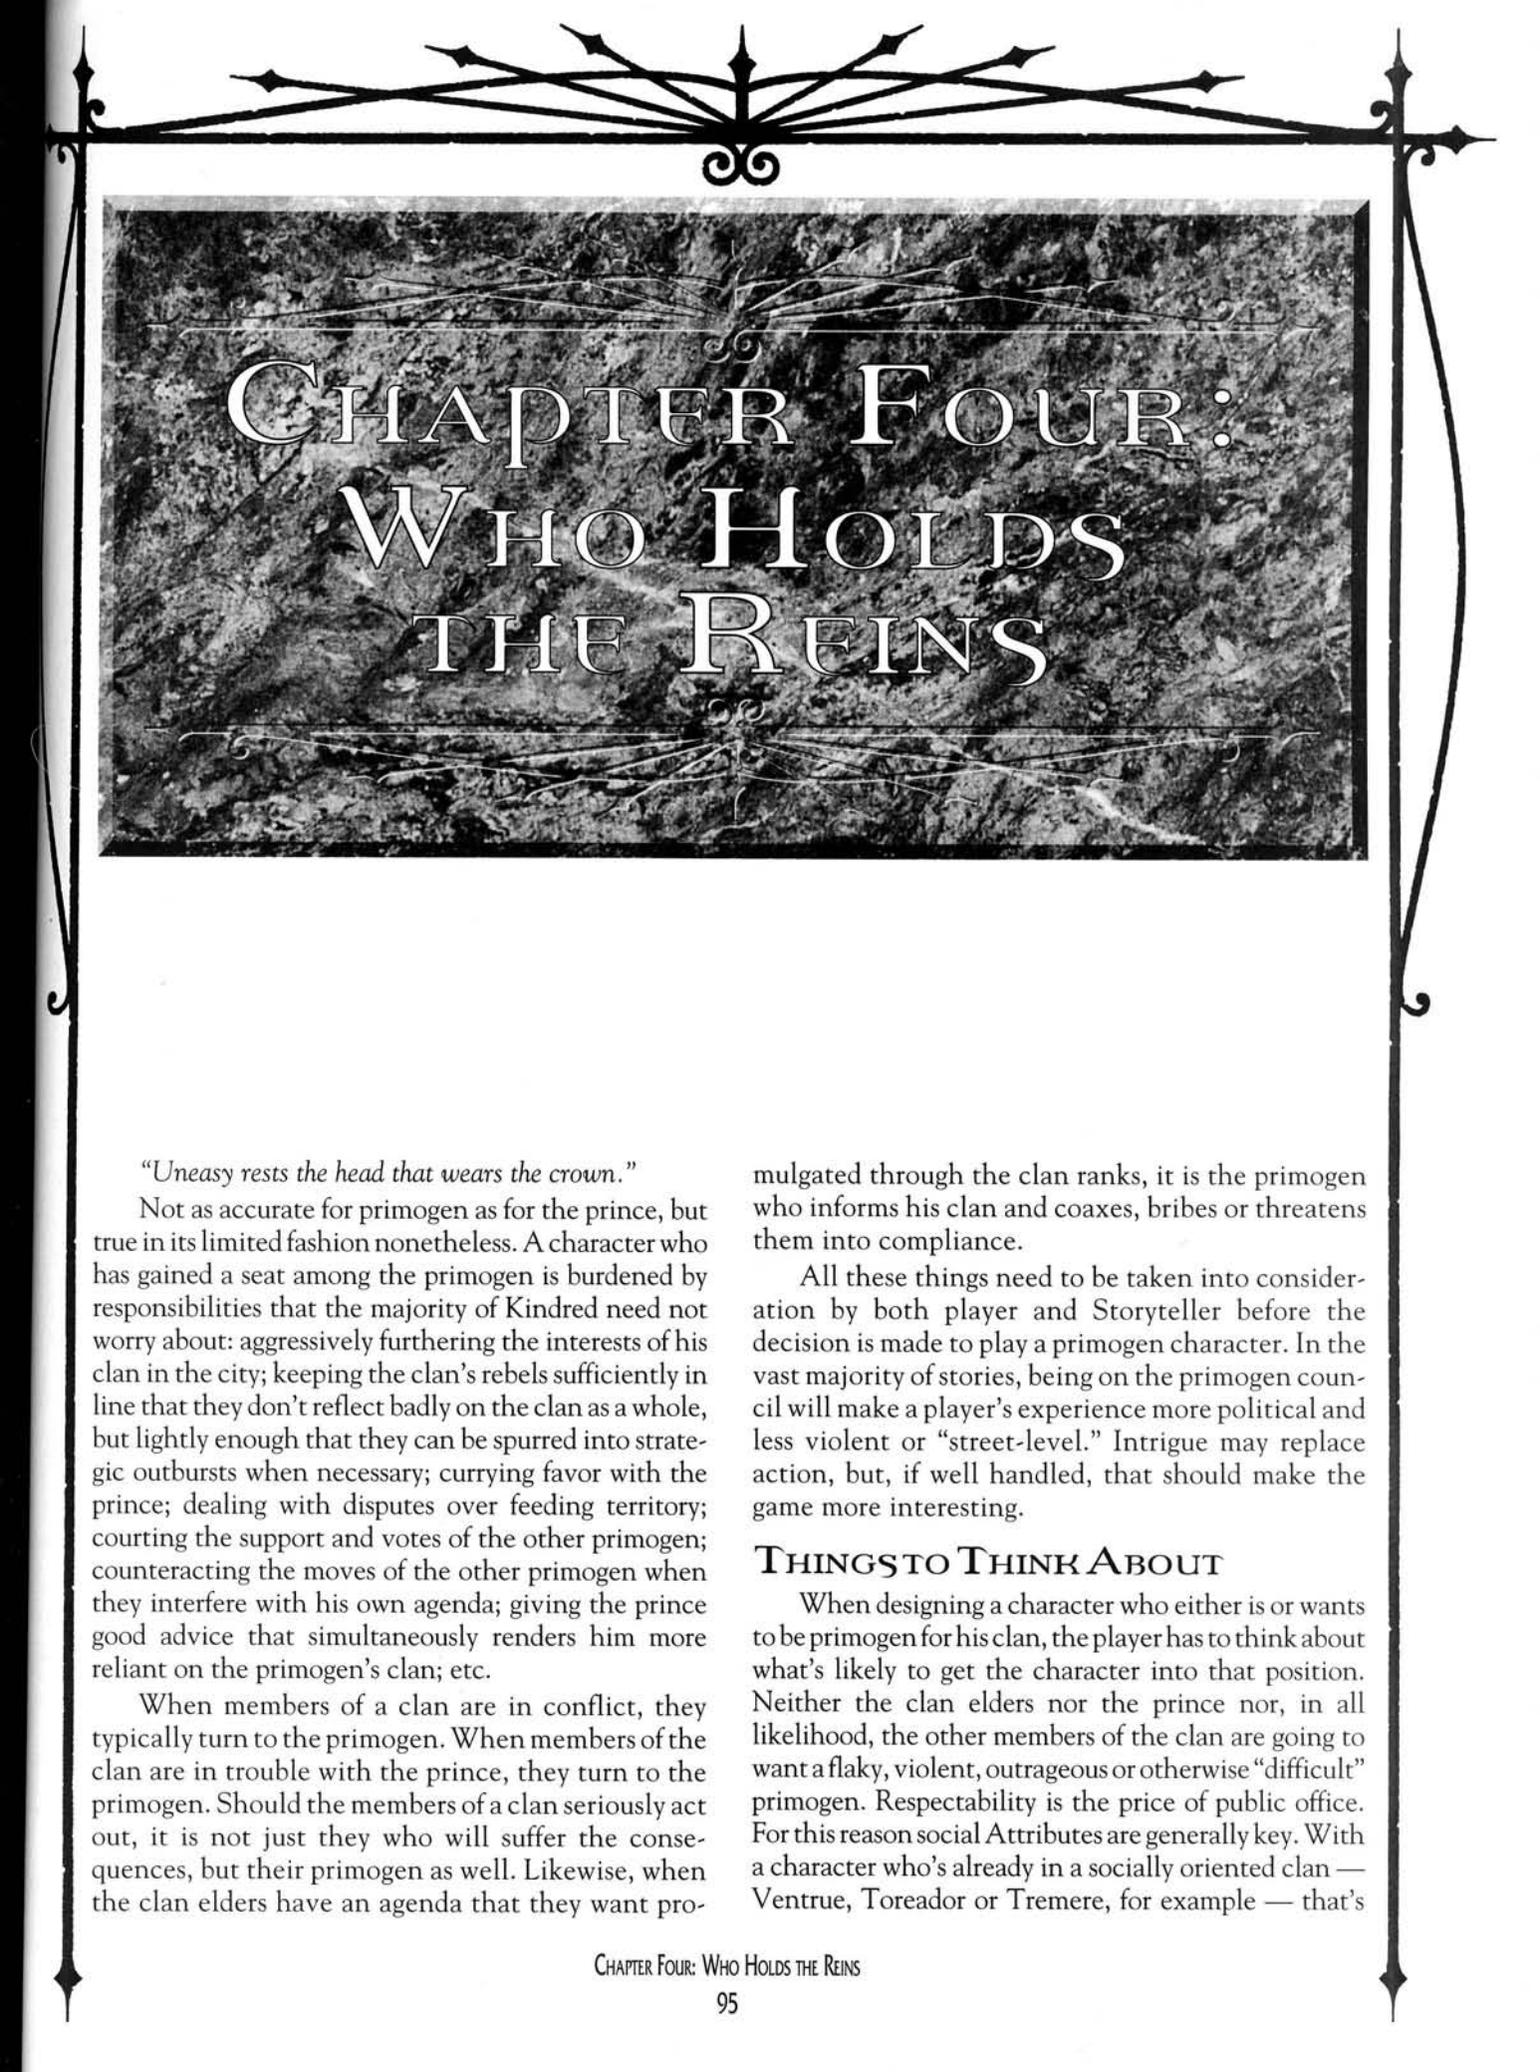 CHAPTER FOUR:
WHO HOLDS
THE REINS
“Uneasy rests the head that wears the crown.”
Not as accurate for primogen as for the prince, but
true in its limited fashion nonetheless. A character who
has gained a seat among the primogen is burdened by
responsibilities that the majority of Kindred need not
worry about: aggressively furthering the interests of his
clan in the city; keeping the clan’s rebels sufficiently in
line that they don’t reflect badly on the clan as a whole,
but lightly enough that they can be spurred into strate-
gic outbursts when necessary; currying favor with the
prince; dealing with disputes over feeding territory;
courting the support and votes of the other primogen;
counteracting the moves of the other primogen when
they interfere with his own agenda; giving the prince
good advice that simultaneously renders him more
reliant on the primogen’s clan; etc.
When members of a clan are in conflict, they
typically turn to the primogen. When members of the
clan are in trouble with the prince, they turn to the
primogen. Should the members of a clan seriously act
out, it is not just they who will suffer the conse-
quences, but their primogen as well. Likewise, when
the clan elders have an agenda that they want pro-
mulgated through the clan ranks, it is the primogen
who informs his clan and coaxes, bribes or threatens
them into compliance.
All these things need to be taken into consider-
ation by both player and Storyteller before the
decision is made to play a primogen character. In the
vast majority of stories, being on the primogen coun-
cil will make a player’s experience more political and
less violent or “street-level.” Intrigue may replace
action, but, if well handled, that should make the
game more interesting.
THINGS TO THINK ABOUT
When designing a character who either is or wants
to be primogen for his clan, the player has to think about
what’s likely to get the character into that position.
Neither the clan elders nor the prince nor, in all
likelihood, the other members of the clan are going to
want a flaky, violent, outrageous or otherwise “difficult”
primogen. Respectability is the price of public office.
For this reason social Attributes are generally key. With
a character who’s already in a socially oriented clan —
Ventrue, Toreador or Tremere, for example — that’s
CHAPTER FOUR: WHO HOLDS THE REINS
95